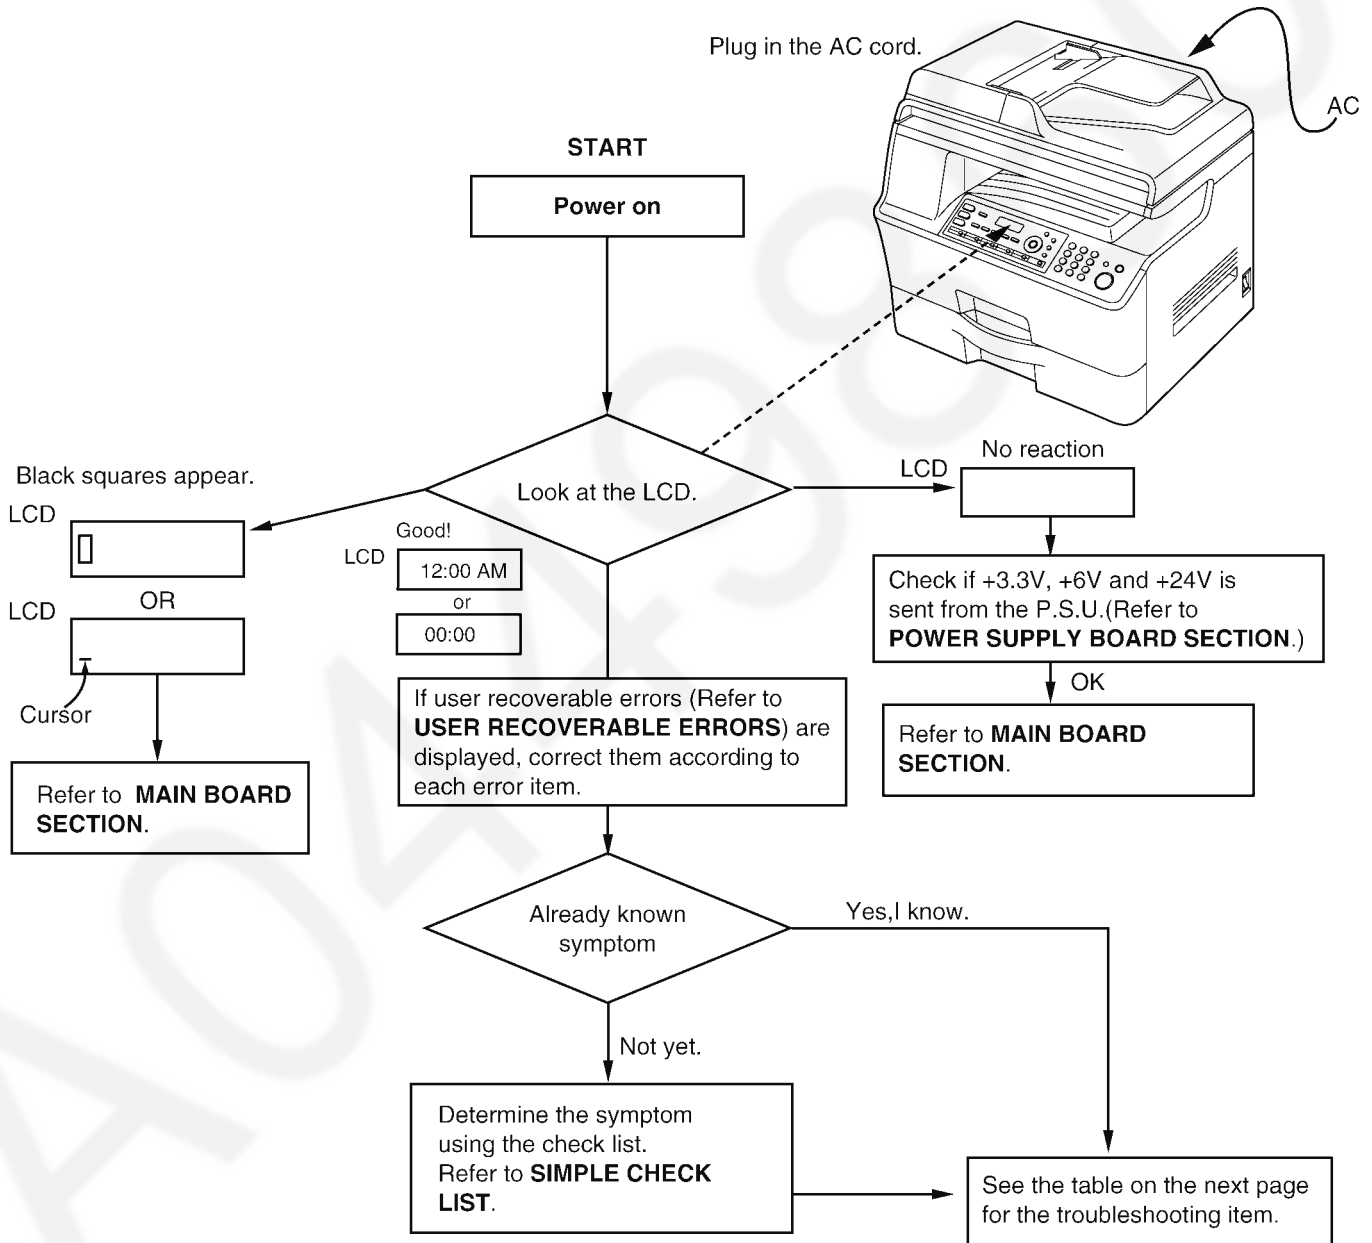 Plug in the AC cord.
AC
START
Power on
Look at the LCD.
Black squares appear.
LCD
OR
LCD
Cursor
Refer to MAIN BOARD
SECTION.
Good!
LCD
12:00 AM
or
00:00
No reaction
LCD
Check if +3.3V, +6V and +24V is
sent from the P.S.U.(Refer to
POWER SUPPLY BOARD SECTION.)
OK
Refer to MAIN BOARD
SECTION.
If user recoverable errors (Refer to
USER RECOVERABLE ERRORS) are
displayed, correct them according to
each error item.
Already known
symptom
Yes,I know.
Not yet.
Determine the symptom
using the check list.
Refer to SIMPLE CHECK
LIST.
See the table on the next page
for the troubleshooting item.